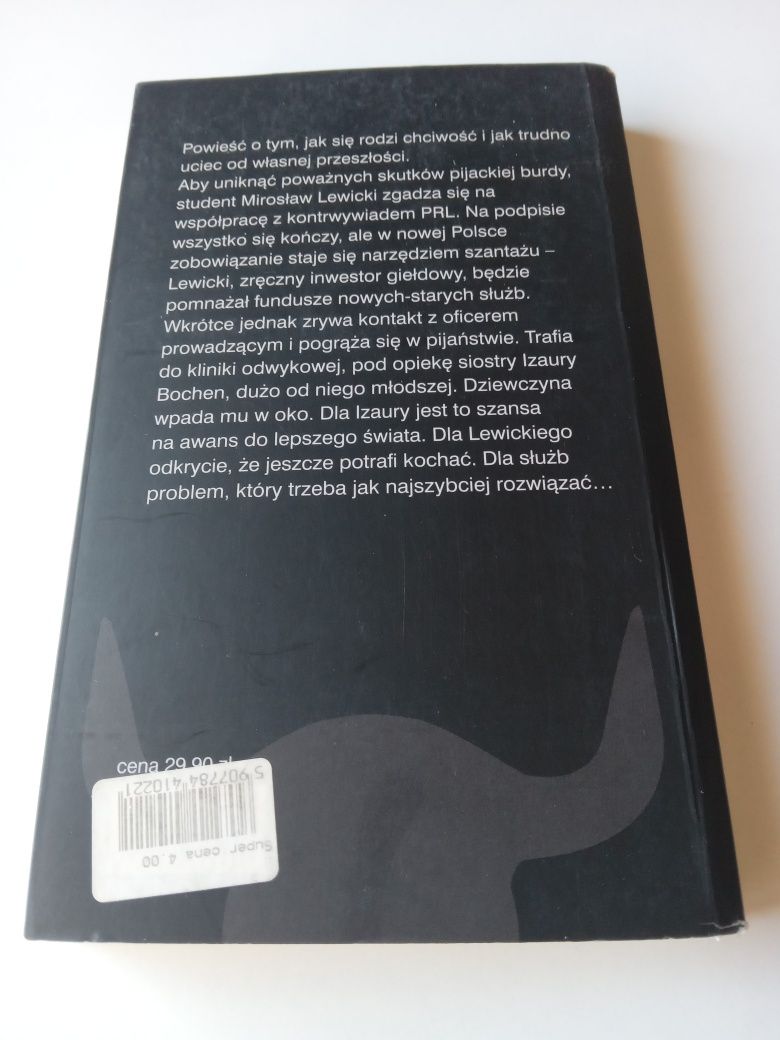 Powieść o tym, jak się rodzi chciwość i jak trudno
uciec od własnej przeszłości.
Aby uniknąć poważnych skutków pijackiej burdy,
student Mirosław Lewicki zgadza się na
współpracę z kontrwywiadem PRL. Na podpisie
wszystko się kończy, ale w nowej Polsce
zobowiązanie staje się narzędziem szantażu –
Lewicki, zręczny inwestor giełdowy, będzie
pomnażał fundusze nowych-starych służb.
Wkrótce jednak zrywa kontakt z oficerem
prowadzącym i pogrąża się w pijaństwie. Trafia
do kliniki odwykowej, pod opiekę siostry Izaury
Bochen, dużo od niego młodszej. Dziewczyna
wpada mu w oko. Dla Izaury jest to szansa
na awans do lepszego świata. Dla Lewickiego
odkrycie, że jeszcze potrafi kochać. Dla służb
problem, który trzeba jak najszybciej rozwiązać...
cena 29,90 zł
5 907784 410221
Super cena 4.00